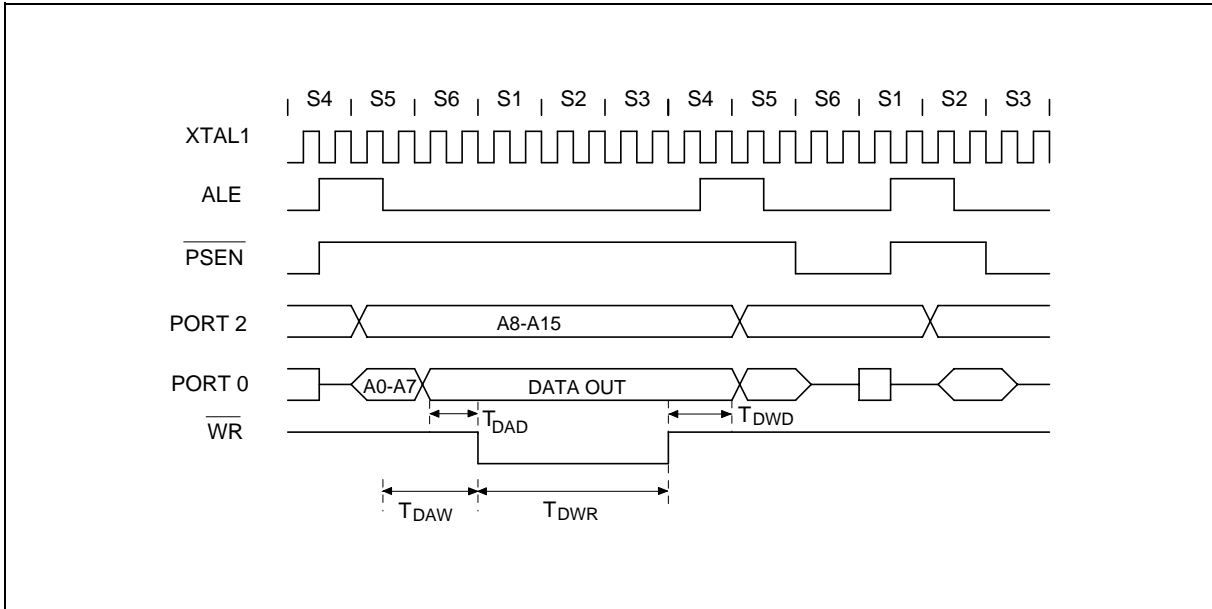 S4 S5 S6 S1 S2 S3 S4 S5 S6 S1 S2 S3
XTAL1
ALE
PSEN
PORT 2 A8-A15
PORT 0 A0-A7 DATA OUT
WR TDAD TDWD
TDAW TDWR